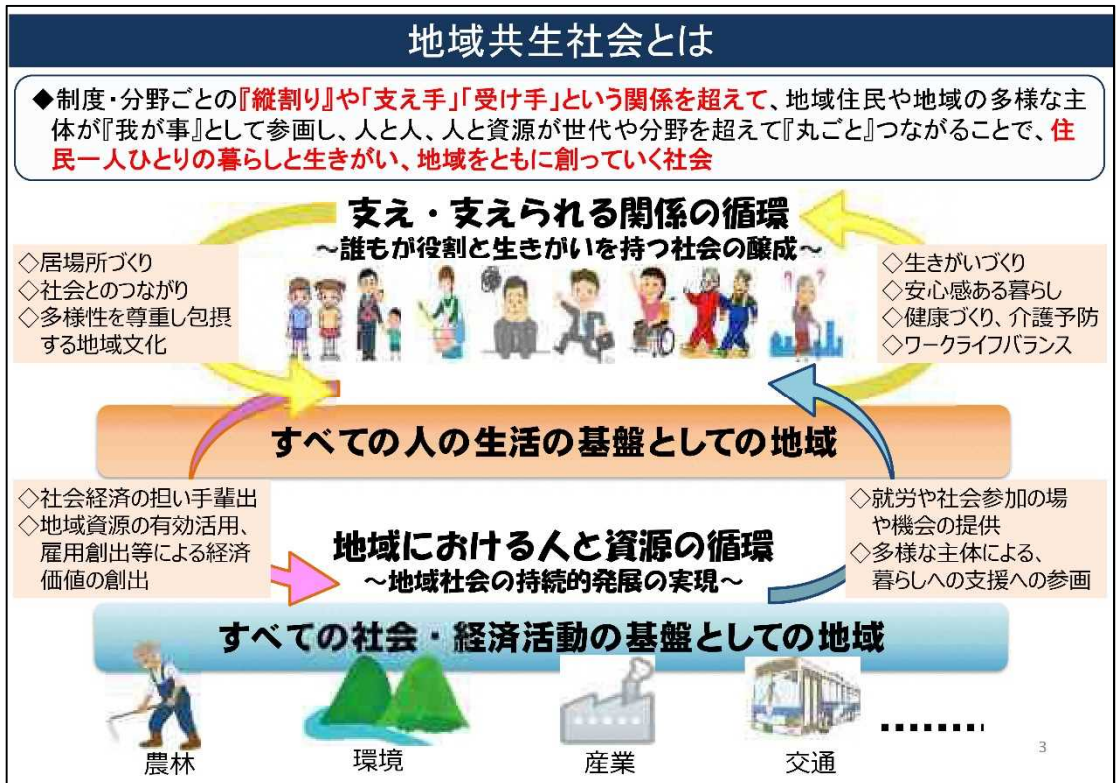 地域共生社会とは
◆制度・分野ごとの『縦割り』や「支え手」「受け手」という関係を超えて、地域住民や地域の多様な主
体が『我が事』として参画し、人と人、人と資源が世代や分野を超えて『丸ごと』つながることで、住
民一人ひとりの暮らしと生きがい、地域をともに創っていく社会
支え・支えられる関係の循環
~誰もが役割と生きがいを持つ社会の醸成~
◇居場所づくり
◇社会とのつながり
◇多様性を尊重し包摂
する地域文化
◇生きがいづくり
◇安心感ある暮らし
◇健康づくり、介護予防
◇ワークライフバランス
すべての人の生活の基盤としての地域
◇社会経済の担い手輩出
◇地域資源の有効活用、
雇用創出等による経済
価値の創出
地域における人と資源の循環
~地域社会の持続的発展の実現~
◇就労や社会参加の場
や機会の提供
◇多様な主体による、
暮らしへの支援への参画
すべての社会・経済活動の基盤としての地域
農林
環境
産業
交通
3